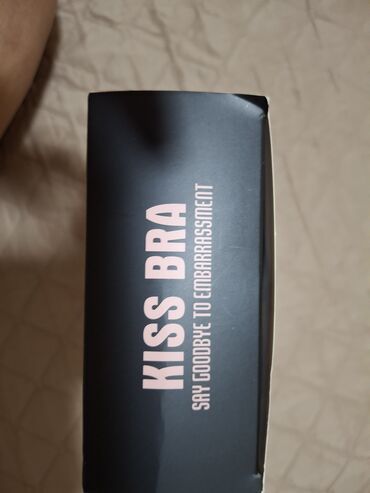 KISS BRA
SAY GOODBYE TO EMBARRASSMENT